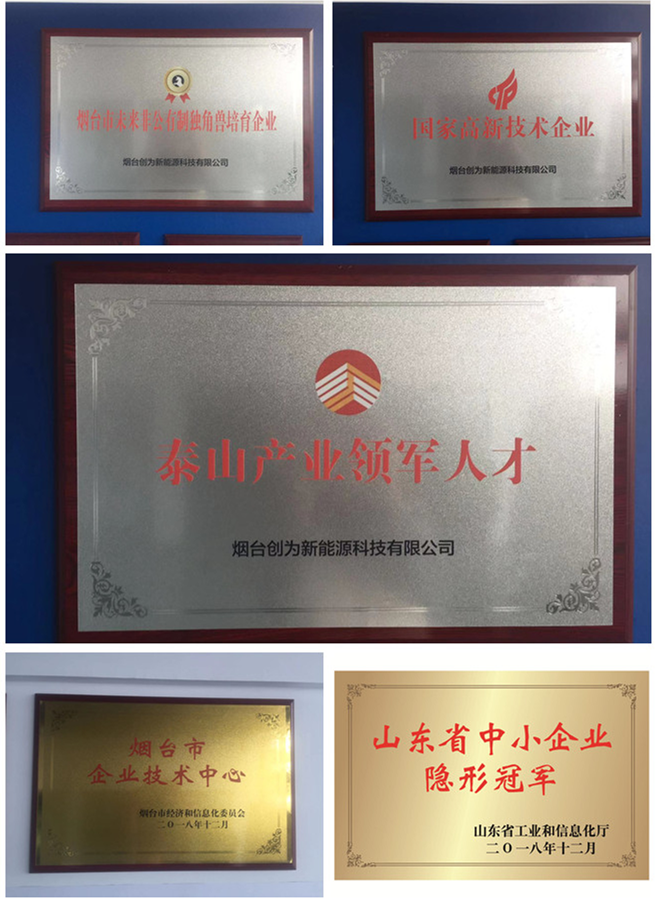 烟台市未来非公有制独角兽培育企业
烟台创为新能源科技有限公司
国家高新技术企业
烟台创为新能源科技有限公司
泰山产业领军人才
烟台创为新能源科技有限公司
烟台市
企业技术中心
烟台市经济和信息化委员会
二〇一八年十二月
山东省中小企业
隐形冠军
山东省工业和信息化厅
二〇一八年十二月